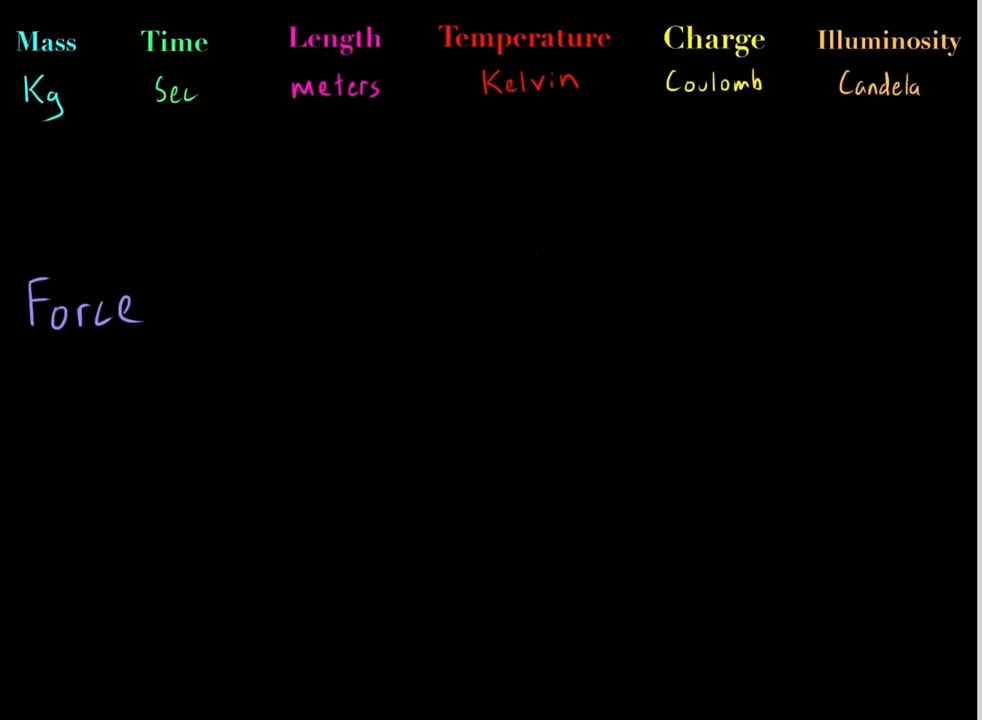 Mass Time Length Temperature Charge Illuminosity
Kg Sec meters Kelvin Coulomb Candela
Force